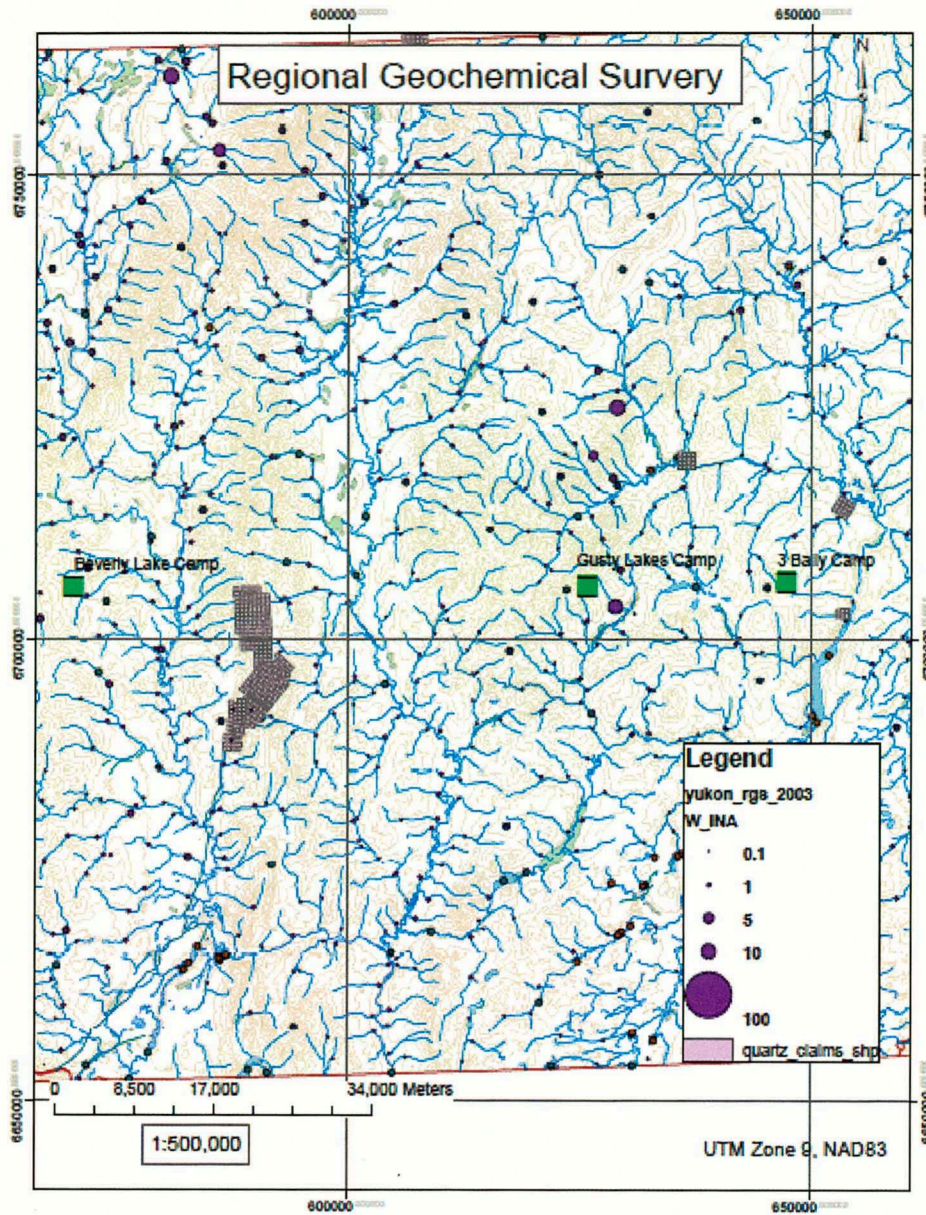 600000
650000
N
Regional Geochemical Survery
6750000
Beverly Lake Camp
Gusty Lakes Camp
3 Bally Camp
6700000
Legend
yukon_rgs_2003
W_INA
0.1
1
5
10
100
quartz_claims_shp
0 8,500 17,000 34,000 Meters
6650000
1:500,000
UTM Zone 9, NAD83
600000
650000